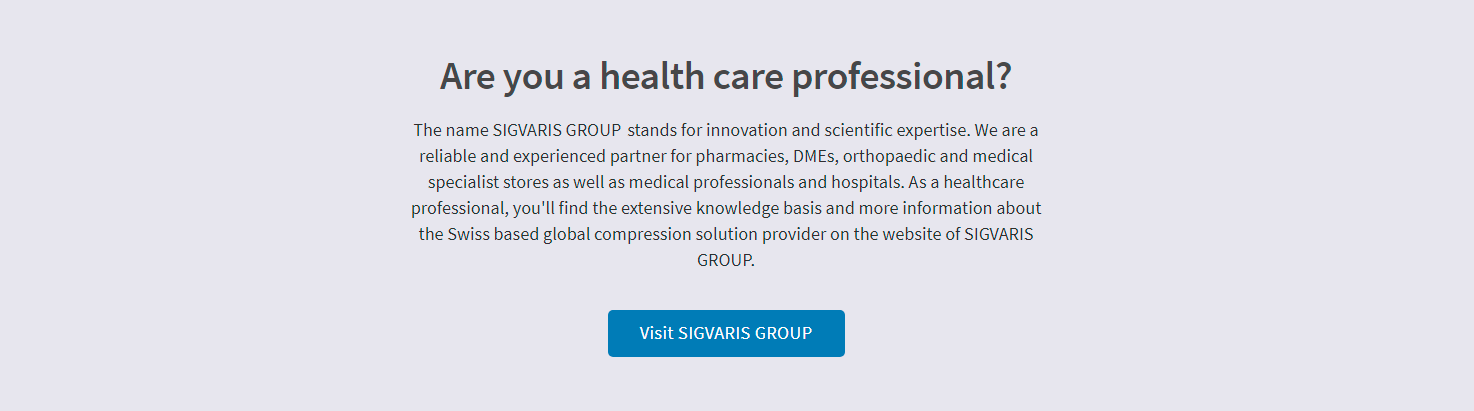 Are you a health care professional?
The name SIGVARIS GROUP stands for innovation and scientific expertise. We are a
reliable and experienced partner for pharmacies, DMEs, orthopaedic and medical
specialist stores as well as medical professionals and hospitals. As a healthcare
professional, you'll find the extensive knowledge basis and more information about
the Swiss based global compression solution provider on the website of SIGVARIS
GROUP.
Visit SIGVARIS GROUP